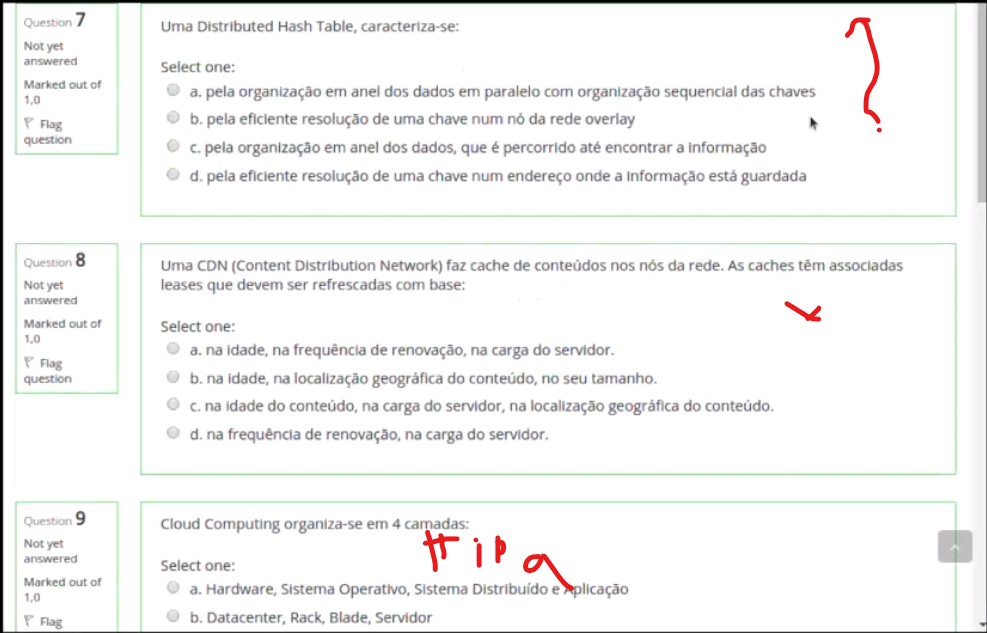 Question 7
Not yet
answered
Marked out of
1,0
Flag
question
Uma Distributed Hash Table, caracteriza-se:
Select one:
a. pela organização em anel dos dados em paralelo com organização sequencial das chaves
b. pela eficiente resolução de uma chave num nó da rede overlay
c. pela organização em anel dos dados, que é percorrido até encontrar a informação
d. pela eficiente resolução de uma chave num endereço onde a informação está guardada
?
Question 8
Not yet
answered
Marked out of
1,0
Flag
question
Uma CDN (Content Distribution Network) faz cache de conteúdos nos nós da rede. As caches têm associadas
leases que devem ser refrescadas com base:
Select one:
a. na idade, na frequência de renovação, na carga do servidor.
b. na idade, na localização geográfica do conteúdo, no seu tamanho.
c. na idade do conteúdo, na carga do servidor, na localização geográfica do conteúdo.
d. na frequência de renovação, na carga do servidor.
Question 9
Not yet
answered
Marked out of
1,0
Flag
Cloud Computing organiza-se em 4 camadas:
H i p a
Select one:
a. Hardware, Sistema Operativo, Sistema Distribuído e Aplicação
b. Datacenter, Rack, Blade, Servidor